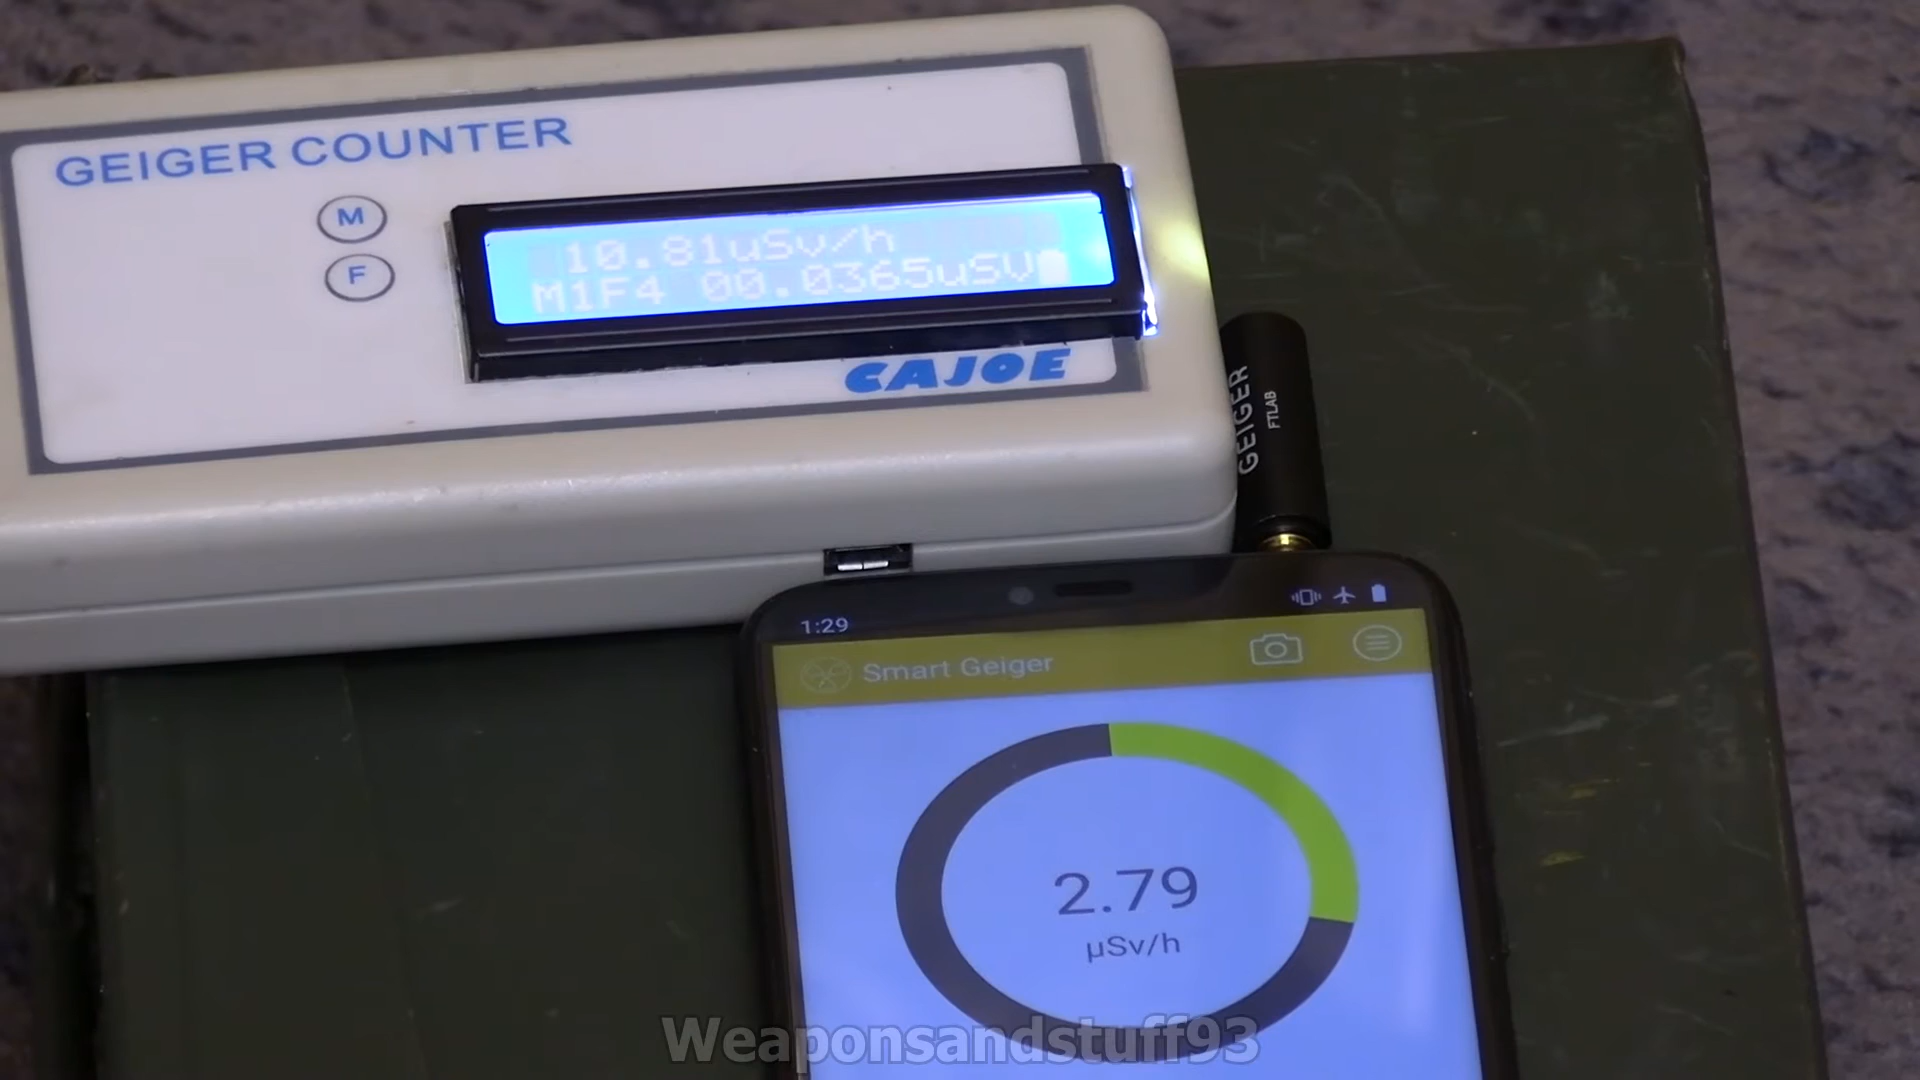 GEIGER COUNTER
M
F
10.81uSv/h
M1F4 00.0365uSV
CAJOE
GEIGER
FTLAB
1:29
Smart Geiger
2.79
µSv/h
Weaponsandstuff93